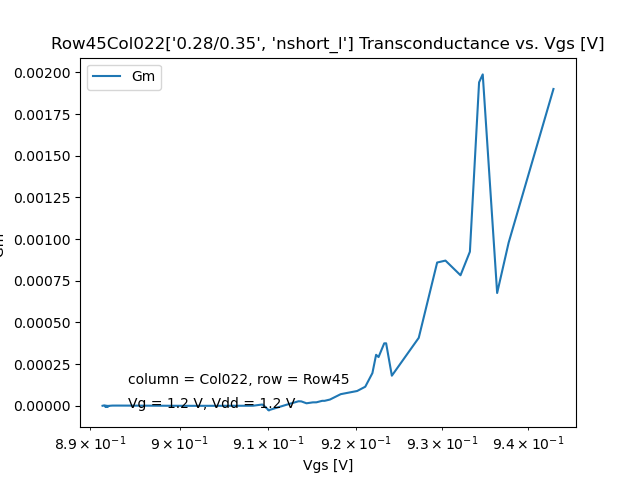 Row45Col022['0.28/0.35', 'nshort_l'] Transconductance vs. Vgs [V]
Gm
0.00200
0.00175
0.00150
0.00125
0.00100
0.00075
0.00050
0.00025
0.00000
Gm
column = Col022, row = Row45
Vg = 1.2 V, Vdd = 1.2 V
8.9 × 10⁻¹ 9 × 10⁻¹ 9.1 × 10⁻¹ 9.2 × 10⁻¹ 9.3 × 10⁻¹ 9.4 × 10⁻¹
Vgs [V]